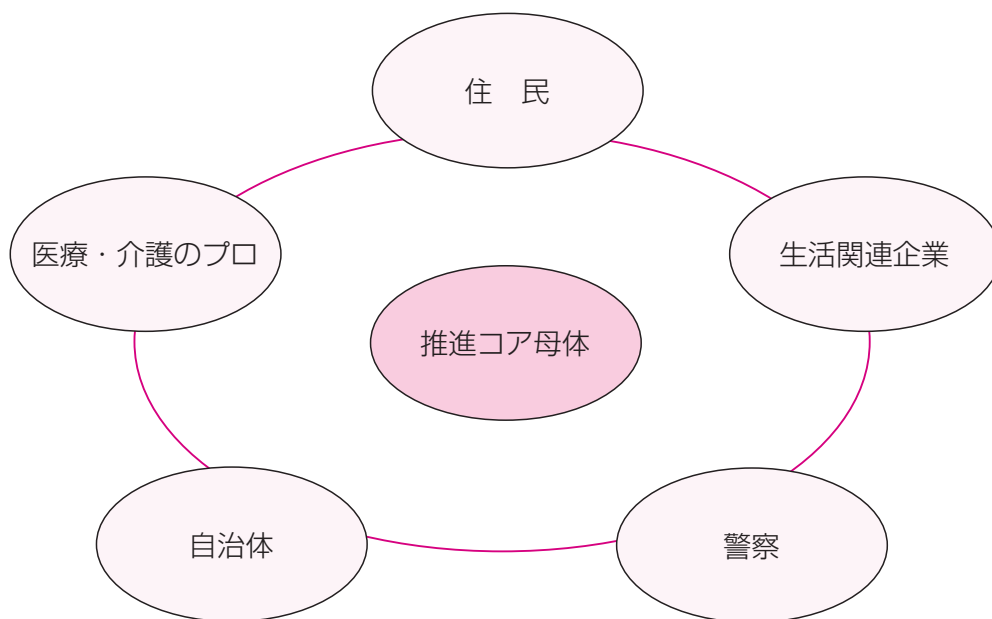 住　民
医療・介護のプロ
生活関連企業
推進コア母体
自治体
警察